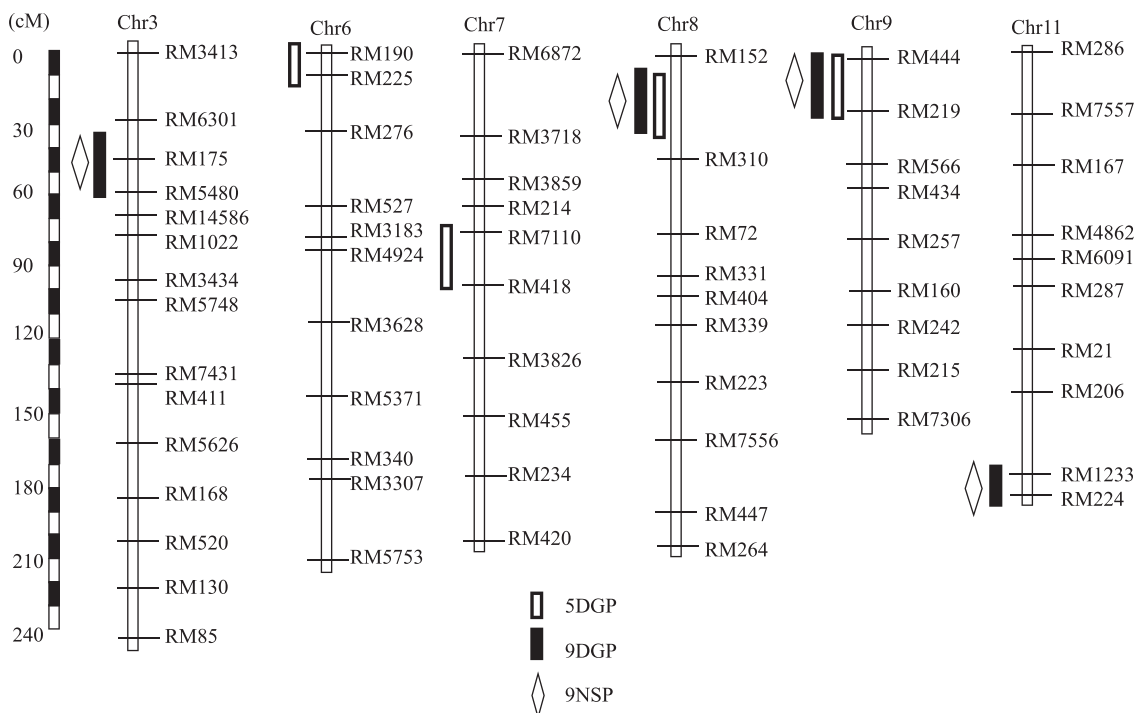 (cM)
0
30
60
90
120
150
180
210
240
Chr3
RM3413
RM6301
RM175
RM5480
RM14586
RM1022
RM3434
RM5748
RM7431
RM411
RM5626
RM168
RM520
RM130
RM85
Chr6
RM190
RM225
RM276
RM527
RM3183
RM4924
RM3628
RM5371
RM340
RM3307
RM5753
Chr7
RM6872
RM3718
RM3859
RM214
RM7110
RM418
RM3826
RM455
RM234
RM420
Chr8
RM152
RM310
RM72
RM331
RM404
RM339
RM223
RM7556
RM447
RM264
Chr9
RM444
RM219
RM566
RM434
RM257
RM160
RM242
RM215
RM7306
Chr11
RM286
RM7557
RM167
RM4862
RM6091
RM287
RM21
RM206
RM1233
RM224
5DGP
9DGP
9NSP